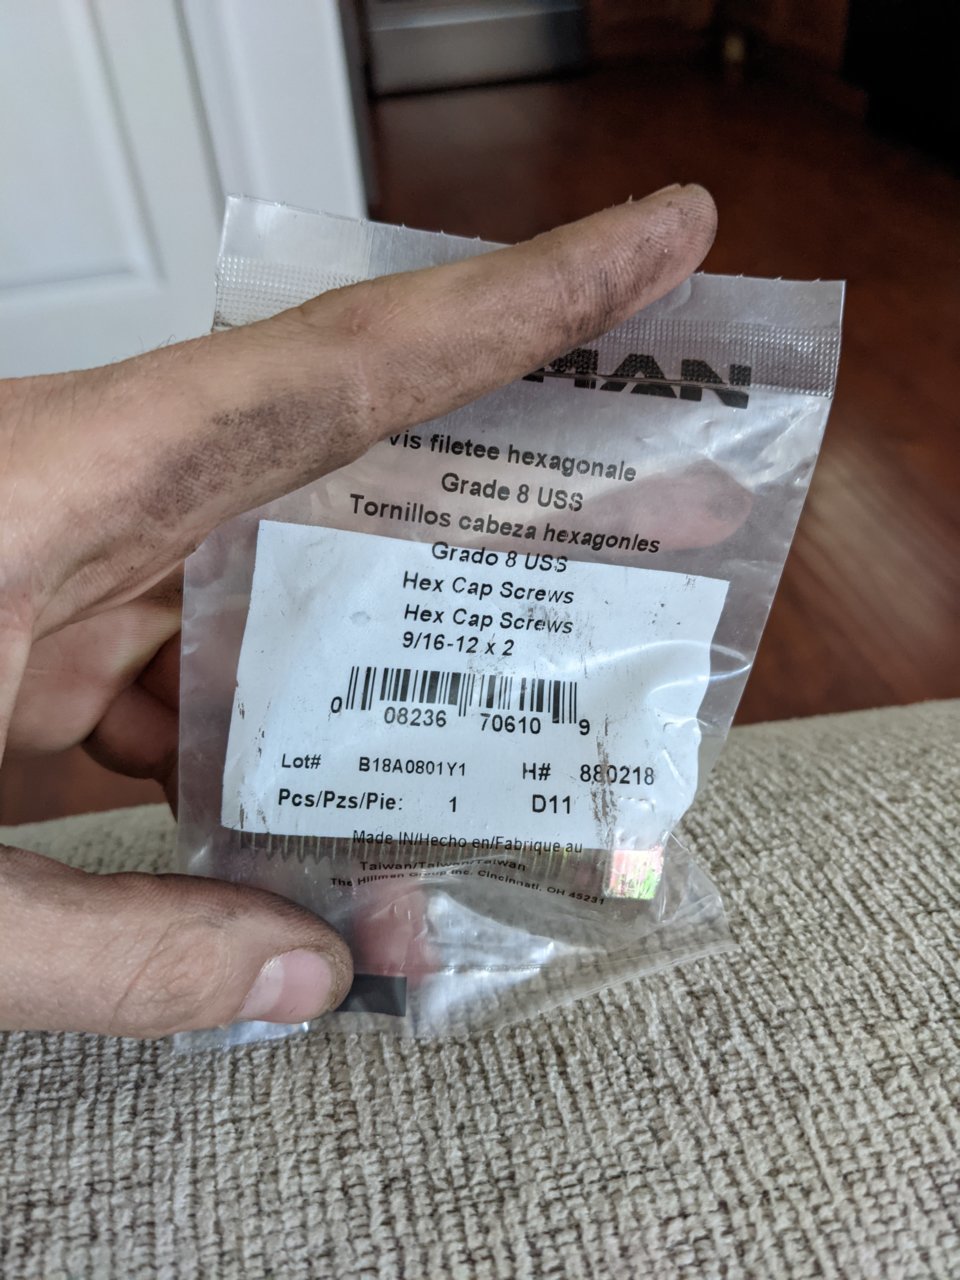 MAN
Vis filetee hexagonale
Grade 8 USS
Tornillos cabeza hexagonles
Grado 8 USS
Hex Cap Screws
Hex Cap Screws
9/16-12 x 2
0 08236 70610 9
Lot# B18A0801Y1 H# 880218
Pcs/Pzs/Pie: 1 D11
Made IN/Hecho en/Fabrique au
Taiwan/Taiwan/Taiwan
The Hillman Group Inc. Cincinnati, OH 45231